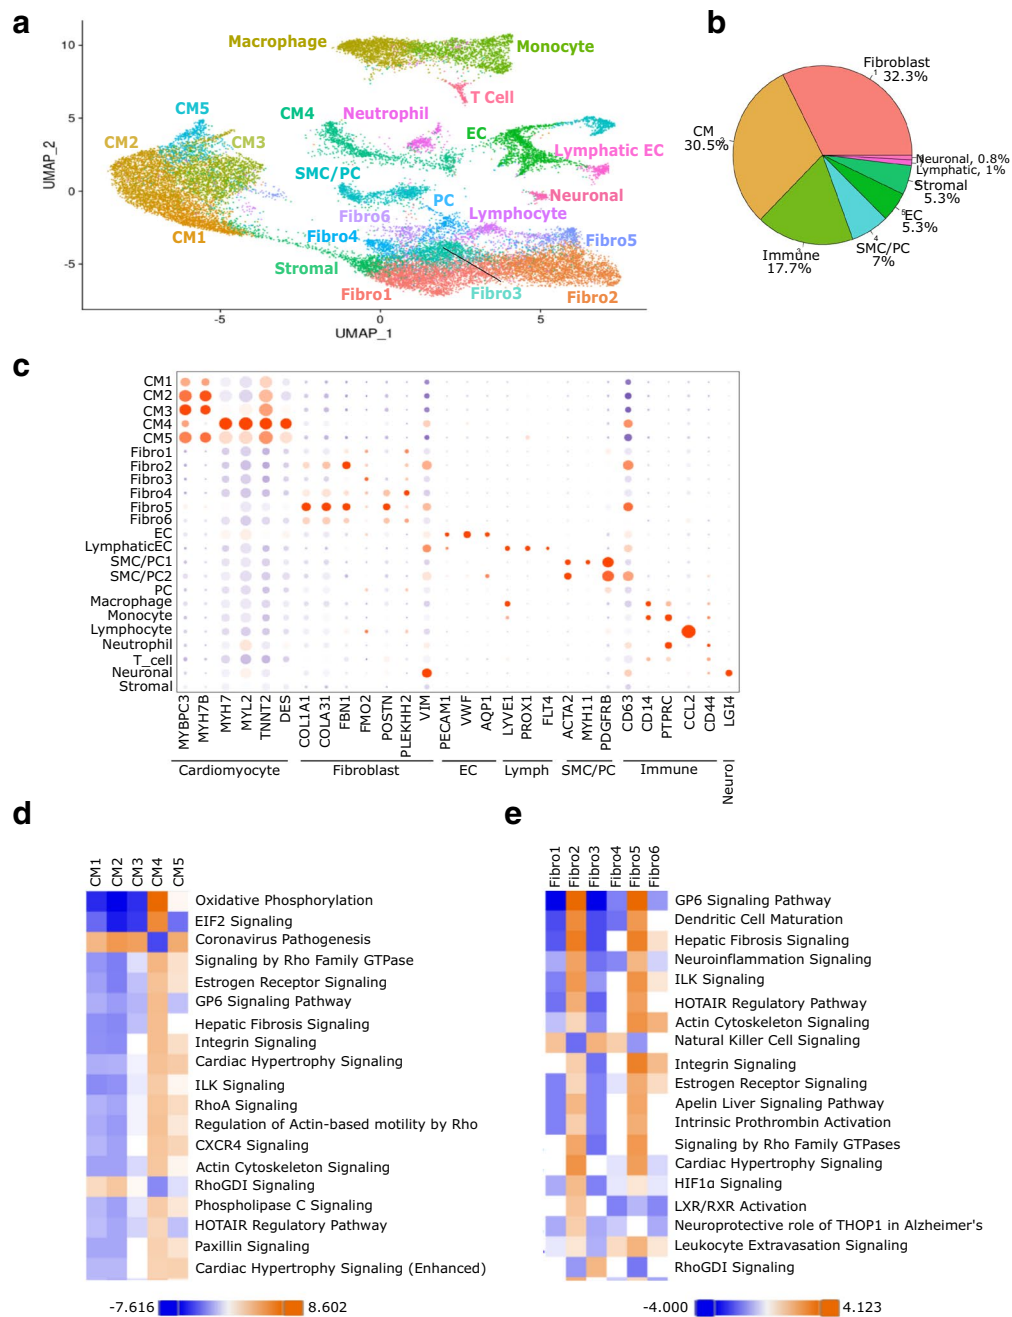 a
Macrophage
Monocyte
T Cell
CM5
CM4
Neutrophil
EC
CM2
CM3
Lymphatic EC
SMC/PC
Neuronal
PC
Fibro6
Lymphocyte
CM1
Fibro4
Fibro5
Stromal
Fibro1
Fibro3
Fibro2
10
5
0
-5
UMAP_2
-5
0
5
UMAP_1
b
Fibroblast
1
32.3%
CM
2
30.5%
Neuronal, 0.8%
Lymphatic, 1%
Stromal
5.3%
EC
5.3%
SMC/PC
4
7%
Immune
3
17.7%
c
CM1
CM2
CM3
CM4
CM5
Fibro1
Fibro2
Fibro3
Fibro4
Fibro5
Fibro6
EC
LymphaticEC
SMC/PC1
SMC/PC2
PC
Macrophage
Monocyte
Lymphocyte
Neutrophil
T_cell
Neuronal
Stromal
MYBPC3
MYH7B
MYH7
MYL2
TNNT2
DES
COL1A1
COLA31
FBN1
FMO2
POSTN
PLEKHH2
VIM
PECAM1
VWF
AQP1
LYVE1
PROX1
FLT4
ACTA2
MYH11
PDGFRB
CD63
CD14
PTPRC
CCL2
CD44
LGI4
Cardiomyocyte
Fibroblast
EC
Lymph
SMC/PC
Immune
Neuro
d
CM1
CM2
CM3
CM4
CM5
Oxidative Phosphorylation
EIF2 Signaling
Coronavirus Pathogenesis
Signaling by Rho Family GTPase
Estrogen Receptor Signaling
GP6 Signaling Pathway
Hepatic Fibrosis Signaling
Integrin Signaling
Cardiac Hypertrophy Signaling
ILK Signaling
RhoA Signaling
Regulation of Actin-based motility by Rho
CXCR4 Signaling
Actin Cytoskeleton Signaling
RhoGDI Signaling
Phospholipase C Signaling
HOTAIR Regulatory Pathway
Paxillin Signaling
Cardiac Hypertrophy Signaling (Enhanced)
-7.616
8.602
e
Fibro1
Fibro2
Fibro3
Fibro4
Fibro5
Fibro6
GP6 Signaling Pathway
Dendritic Cell Maturation
Hepatic Fibrosis Signaling
Neuroinflammation Signaling
ILK Signaling
HOTAIR Regulatory Pathway
Actin Cytoskeleton Signaling
Natural Killer Cell Signaling
Integrin Signaling
Estrogen Receptor Signaling
Apelin Liver Signaling Pathway
Intrinsic Prothrombin Activation
Signaling by Rho Family GTPases
Cardiac Hypertrophy Signaling
HIF1α Signaling
LXR/RXR Activation
Neuroprotective role of THOP1 in Alzheimer's
Leukocyte Extravasation Signaling
RhoGDI Signaling
-4.000
4.123